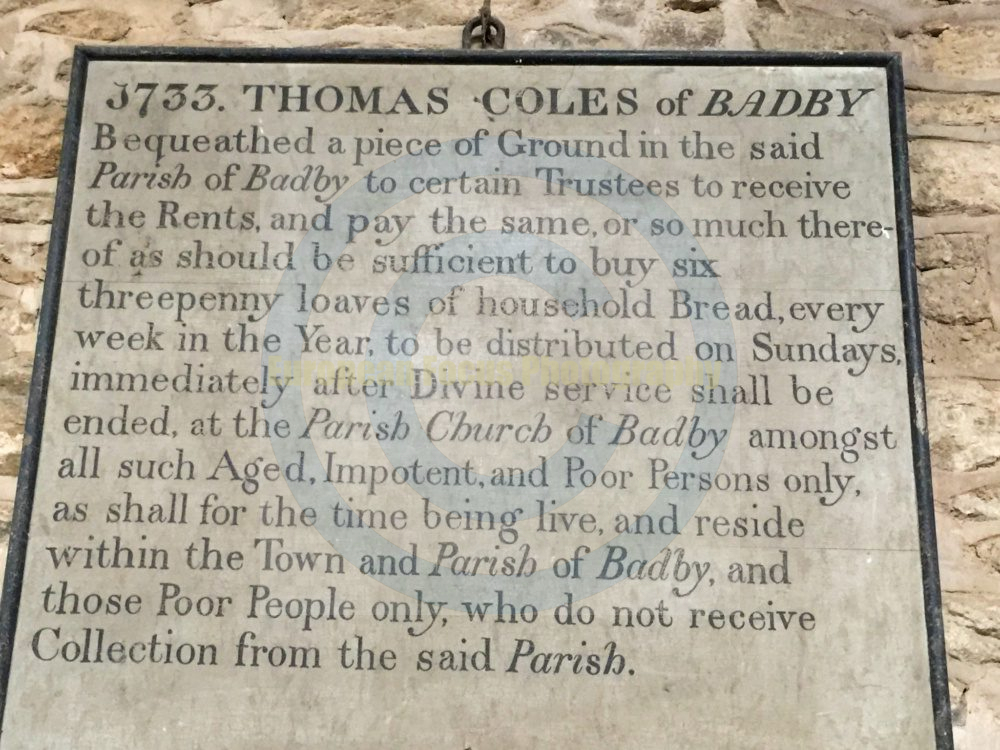 1733. THOMAS COLES of BADBY
Bequeathed a piece of Ground in the said
Parish of Badby to certain Trustees to receive
the Rents, and pay the same, or so much there-
of as should be sufficient to buy six
threepenny loaves of household Bread, every
week in the Year, to be distributed on Sundays,
immediately after Divine service shall be
ended, at the Parish Church of Badby amongst
all such Aged, Impotent, and Poor Persons only,
as shall for the time being live, and reside
within the Town and Parish of Badby, and
those Poor People only, who do not receive
Collection from the said Parish.